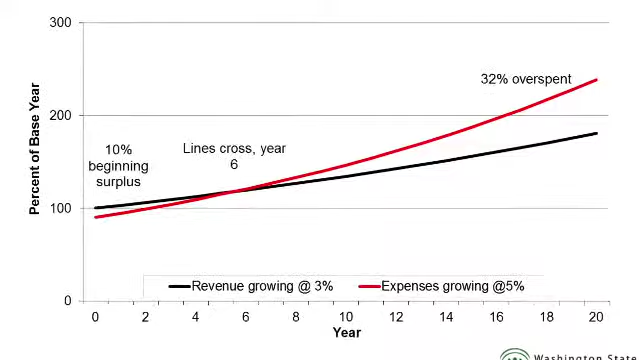 300
200
100
0
Percent of Base Year
10%
beginning
surplus
Lines cross, year
6
32% overspent
Revenue growing @ 3%
Expenses growing @5%
0 2 4 6 8 10 12 14 16 18 20
Year
Washington State